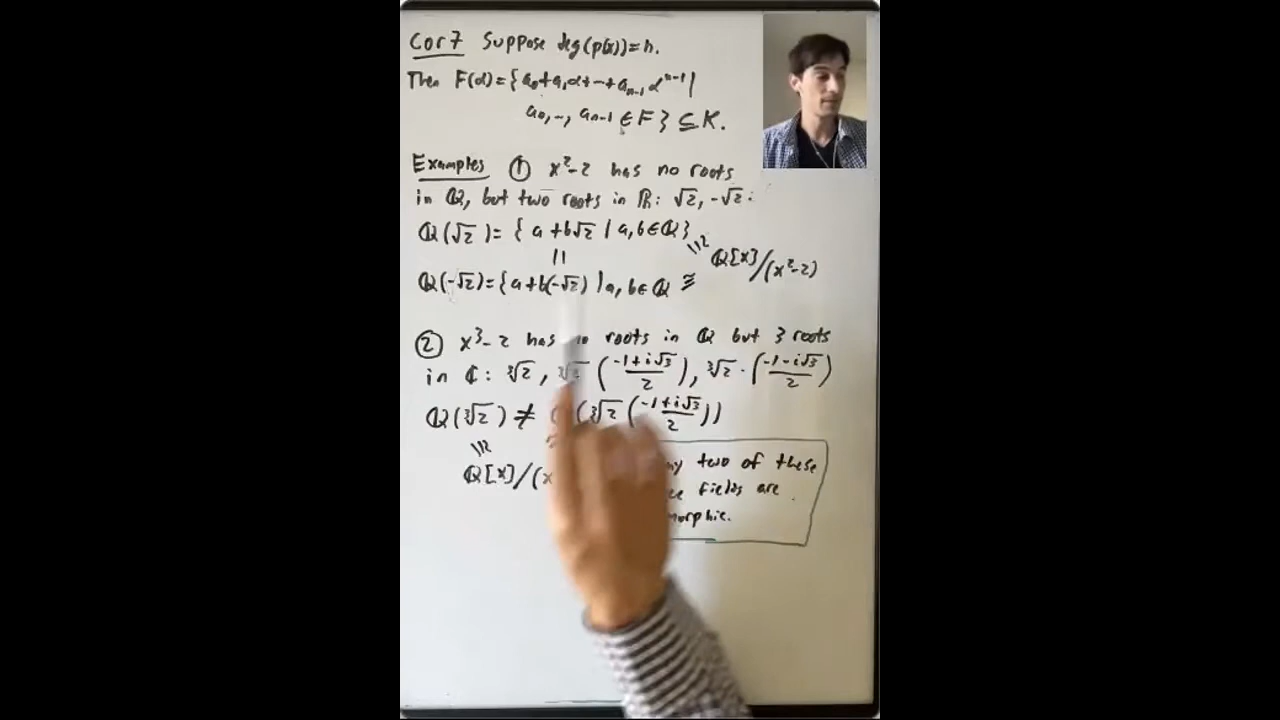 Cor 7 Suppose deg(p(x))=n.
Then F(α)={a₀+a₁α+⋯+aₙ₋₁αⁿ⁻¹|
a₀,⋯, aₙ₋₁ ∈ F} ⊆ K.
Examples ① x²-2 has no roots
in ℚ, but two roots in ℝ: √2, -√2:
ℚ(√2)={a+b√2 | a,b∈ℚ}
≅ ℚ[x]/(x²-2)
=
ℚ(-√2)={a+b(-√2) | a, b∈ ℚ ≅
② x³-2 has no roots in ℚ but 3 roots
in ℂ: ∛2, ∛2 (-1+i√3/2), ∛2·(-1-i√3/2)
ℚ(∛2) ≠ (∛2(-1+i√3/2))
≅
ℚ[x]/(x
two of these
fields are